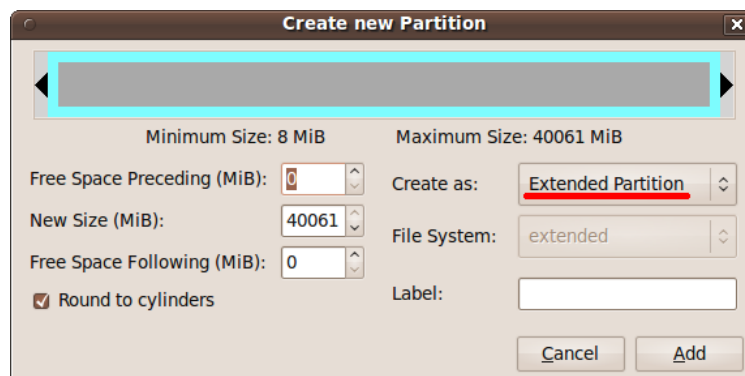 Create new Partition
Minimum Size: 8 MiB Maximum Size: 40061 MiB
Free Space Preceding (MiB): 0
Create as: Extended Partition
New Size (MiB): 40061
File System: extended
Free Space Following (MiB): 0
Label:
Round to cylinders
Cancel Add